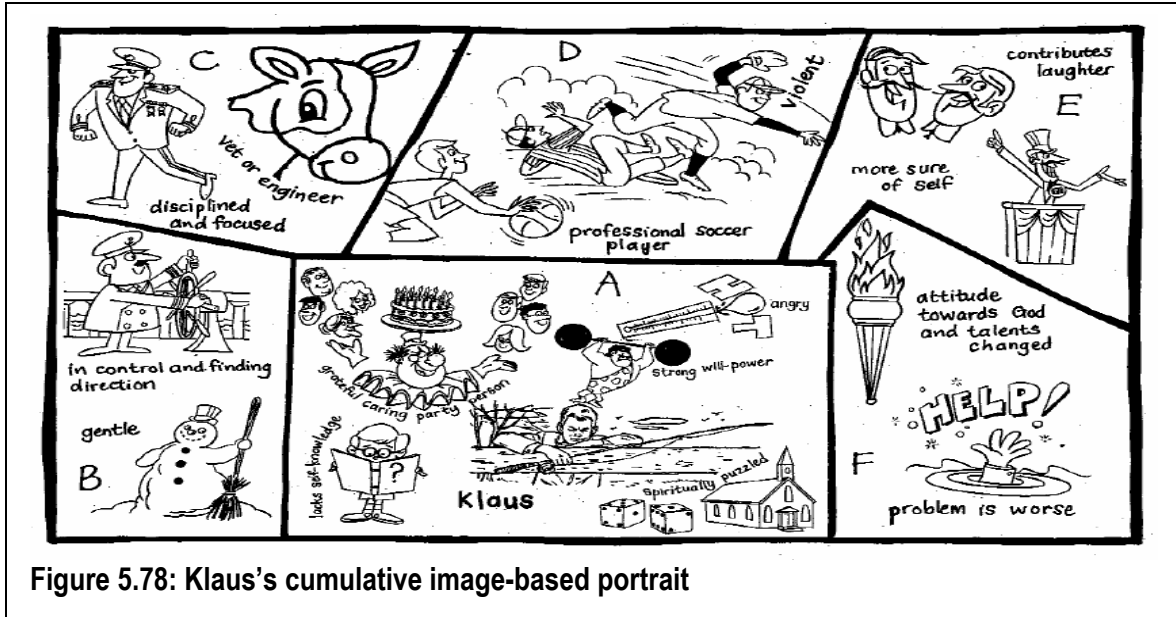 C
vet or engineer
disciplined
and focused
D
violent
professional soccer
player
contributes
laughter
E
more sure
of self
in control and finding
direction
gentle
B
A
angry
strong will-power
grateful caring party person
lacks self-knowledge
?
Klaus
spiritually puzzled
attitude
towards God
and talents
changed
HELP!
F
problem is worse
Figure 5.78: Klaus's cumulative image-based portrait